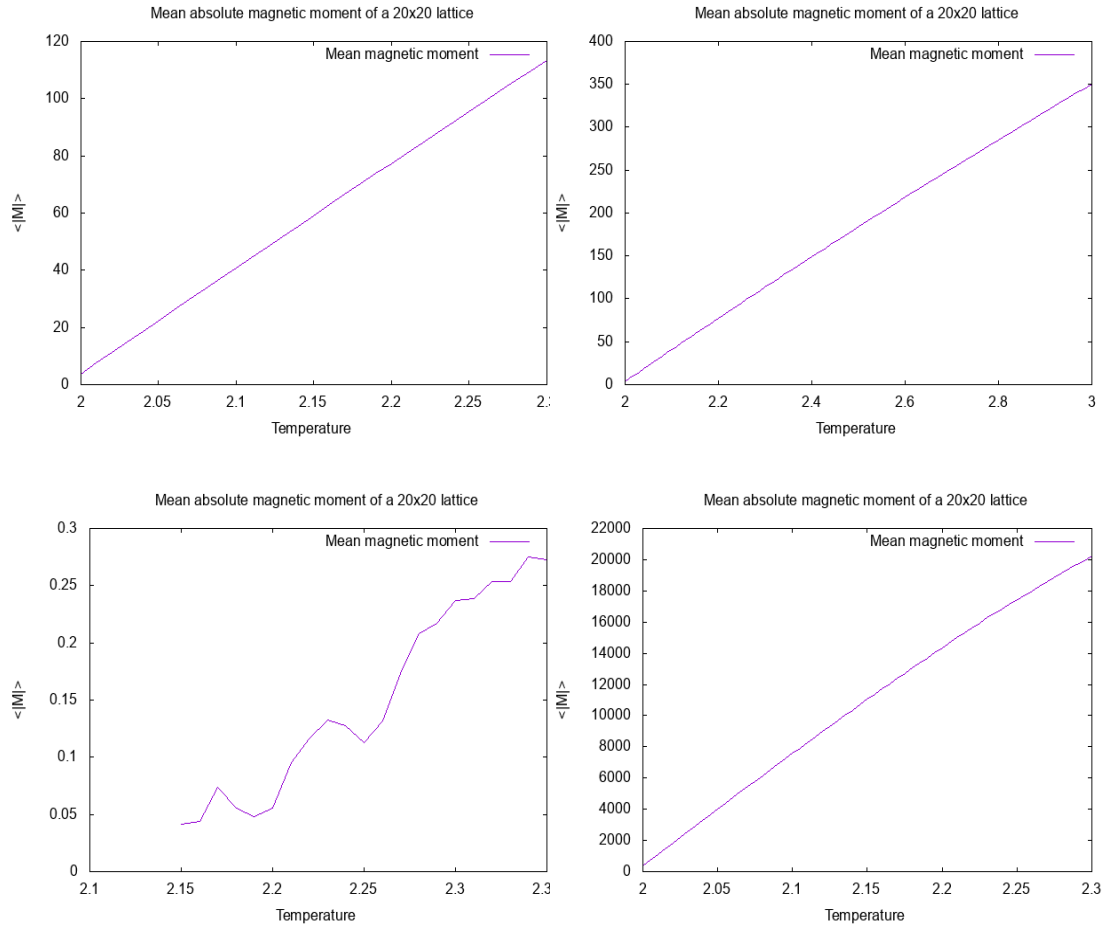 Mean absolute magnetic moment of a 20x20 lattice
Mean magnetic moment
120
100
80
60
40
20
0
<|M|>
2 2.05 2.1 2.15 2.2 2.25
Temperature
Mean absolute magnetic moment of a 20x20 lattice
Mean magnetic moment
400
350
300
250
200
150
100
50
0
<|M|>
2 2.2 2.4 2.6 2.8 3
Temperature
Mean absolute magnetic moment of a 20x20 lattice
Mean magnetic moment
0.3
0.25
0.2
0.15
0.1
0.05
0
<|M|>
2.1 2.15 2.2 2.25 2.3
Temperature
Mean absolute magnetic moment of a 20x20 lattice
Mean magnetic moment
22000
20000
18000
16000
14000
12000
10000
8000
6000
4000
2000
0
<|M|>
2 2.05 2.1 2.15 2.2 2.25 2.3
Temperature